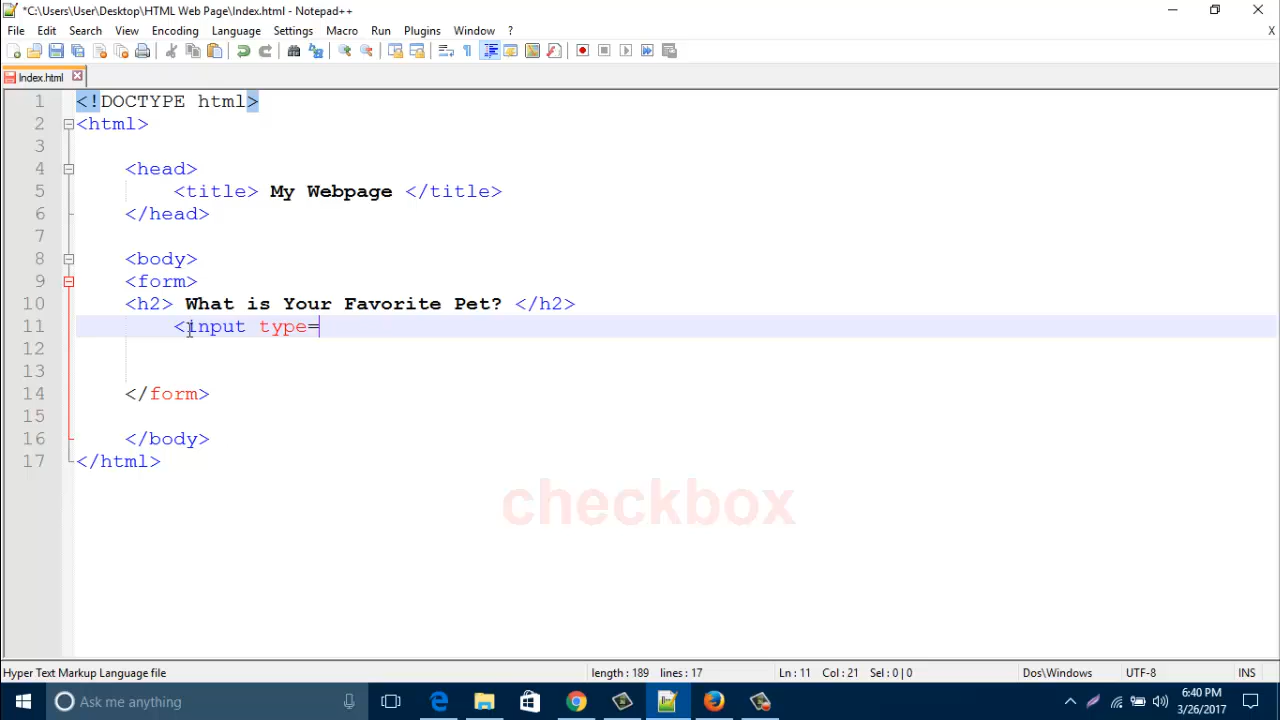 *C:\Users\User\Desktop\HTML Web Page\Index.html - Notepad++
File Edit Search View Encoding Language Settings Macro Run Plugins Window ? X
Index.html
1 <!DOCTYPE html>
2 <html>
3
4 <head>
5 <title> My Webpage </title>
6 </head>
7
8 <body>
9 <form>
10 <h2> What is Your Favorite Pet? </h2>
11 <input type=
12
13
14 </form>
15
16 </body>
17 </html>
checkbox
Hyper Text Markup Language file length : 189 lines : 17 Ln : 11 Col : 21 Sel : 0 | 0 Dos\Windows UTF-8 INS
Ask me anything 6:40 PM
3/26/2017